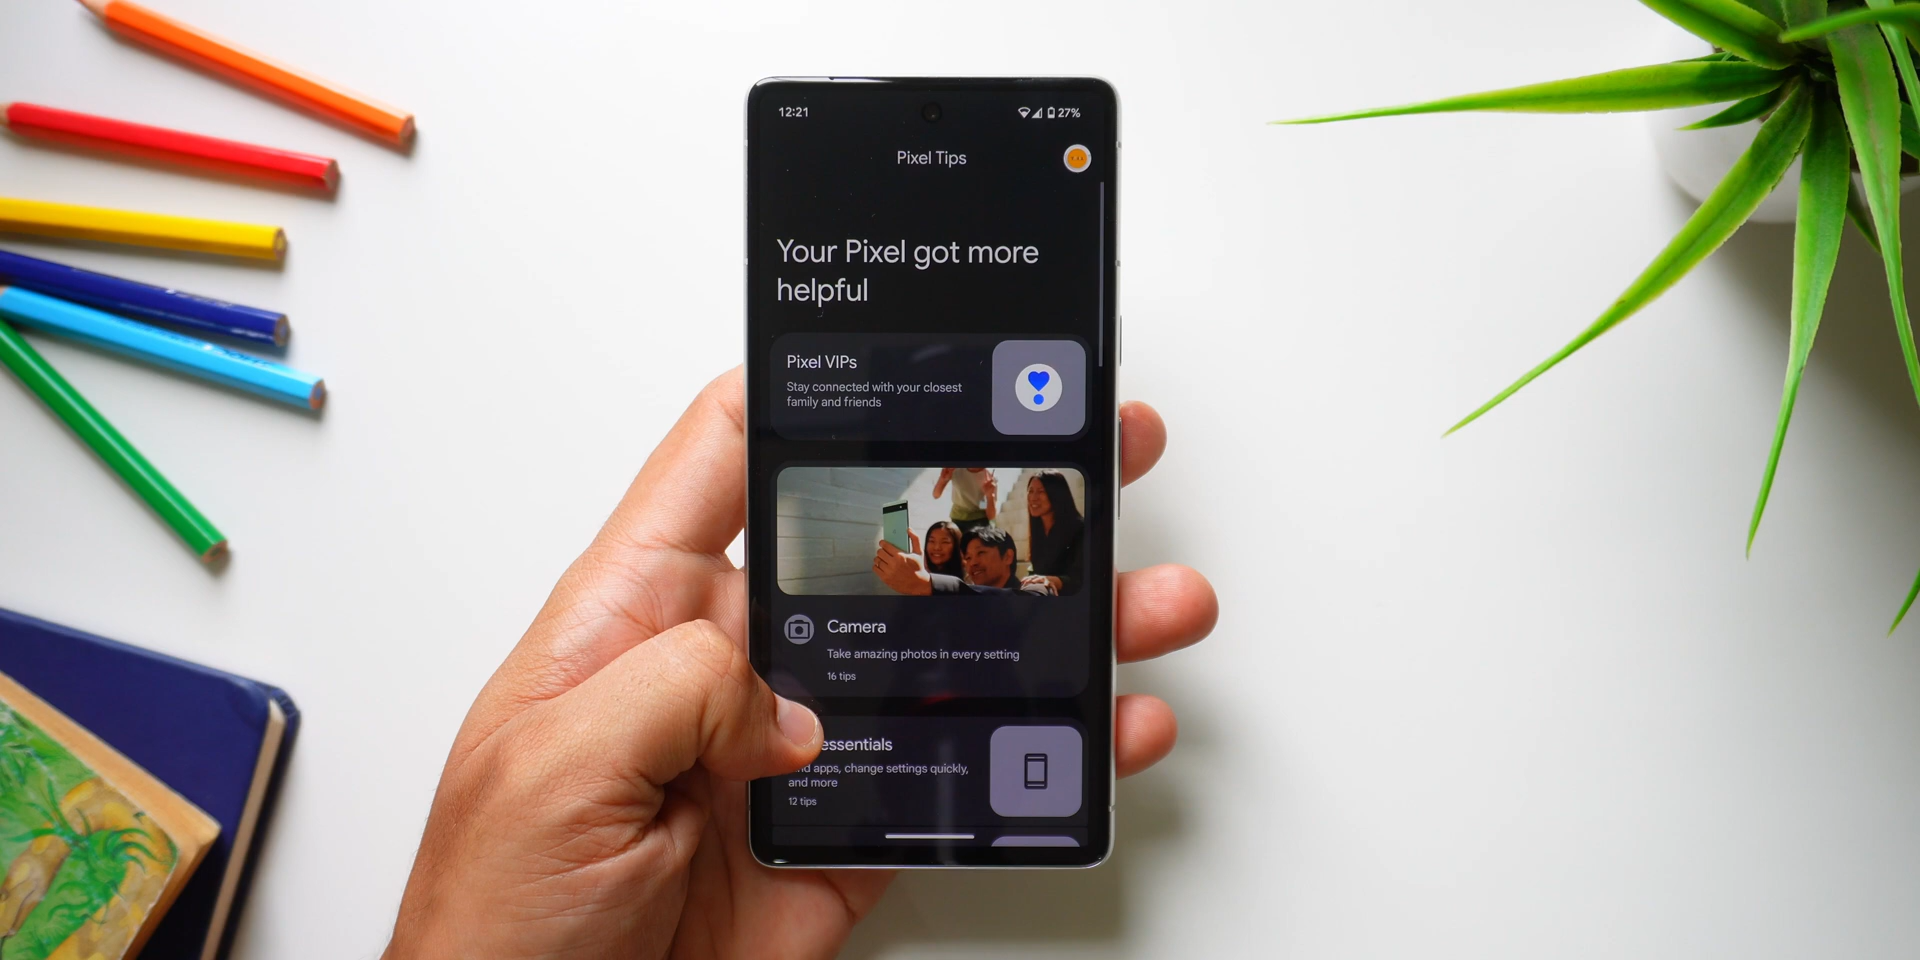 12:21
27%
Pixel Tips
Your Pixel got more
helpful
Pixel VIPs
Stay connected with your closest
family and friends
Camera
Take amazing photos in every setting
16 tips
essentials
apps, change settings quickly,
and more
12 tips